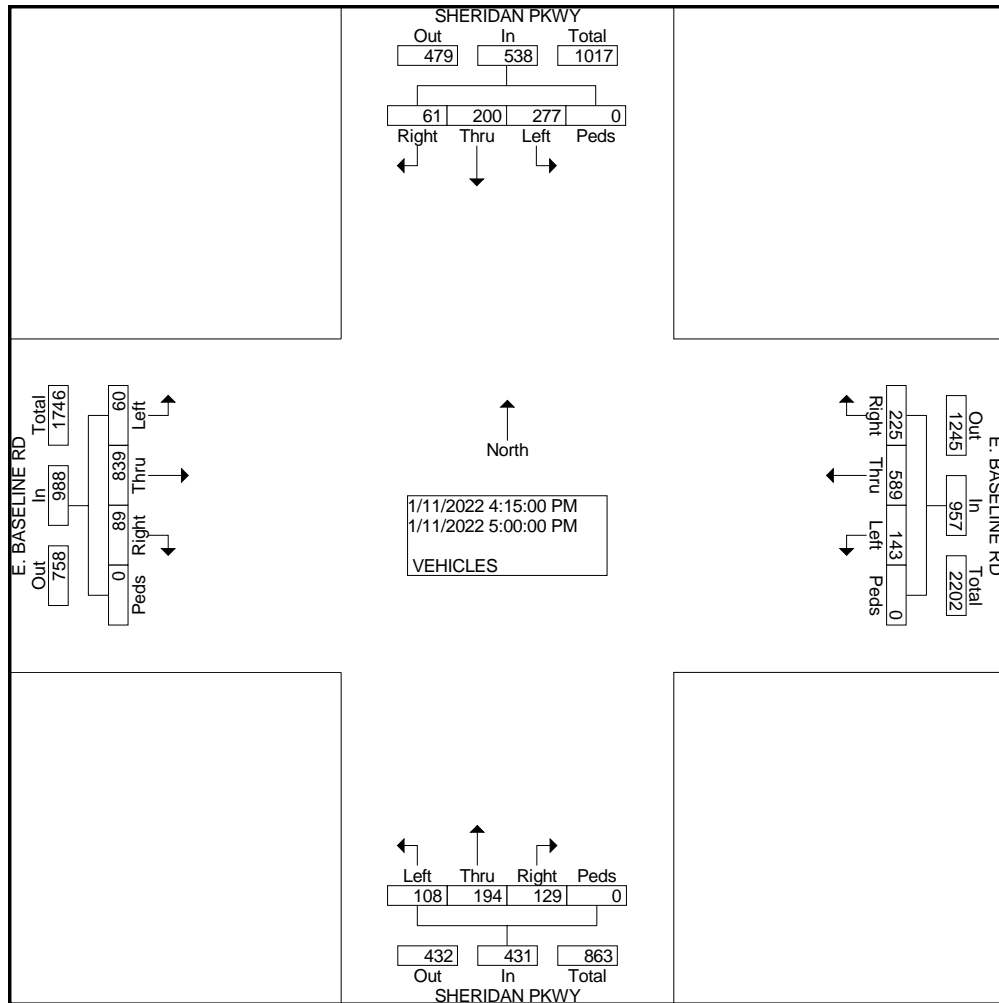 SHERIDAN PKWY
Out In Total
479 538 1017
61 200 277 0
Right Thru Left Peds
E. BASELINE RD
Total In Out
1746 988 758
60 839 89 0
Left Thru Right Peds
North
1/11/2022 4:15:00 PM
1/11/2022 5:00:00 PM
VEHICLES
E. BASELINE RD
Out In Total
1245 957 2202
225 589 143 0
Right Thru Left Peds
Left Thru Right Peds
108 194 129 0
432 431 863
Out In Total
SHERIDAN PKWY